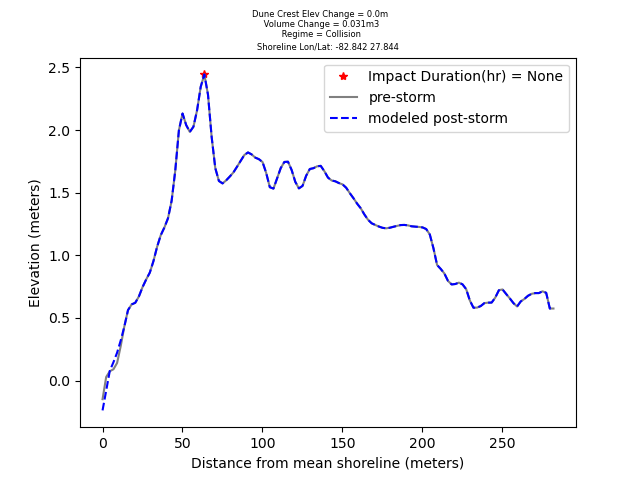 Dune Crest Elev Change = 0.0m
Volume Change = 0.031m3
Regime = Collision
Shoreline Lon/Lat: -82.842 27.844
Impact Duration(hr) = None
pre-storm
modeled post-storm
2.5
2.0
1.5
1.0
0.5
0.0
Elevation (meters)
0 50 100 150 200 250
Distance from mean shoreline (meters)